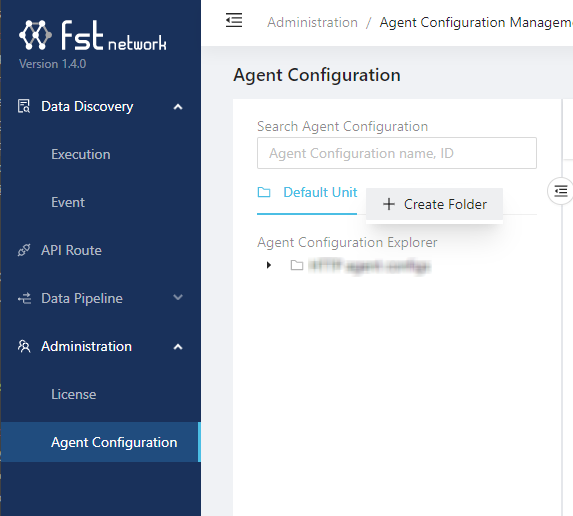 fst network
Version 1.4.0
Data Discovery
Execution
Event
API Route
Data Pipeline
Administration
License
Agent Configuration
Administration / Agent Configuration Manageme
Agent Configuration
Search Agent Configuration
Agent Configuration name, ID
Default Unit
Create Folder
Agent Configuration Explorer